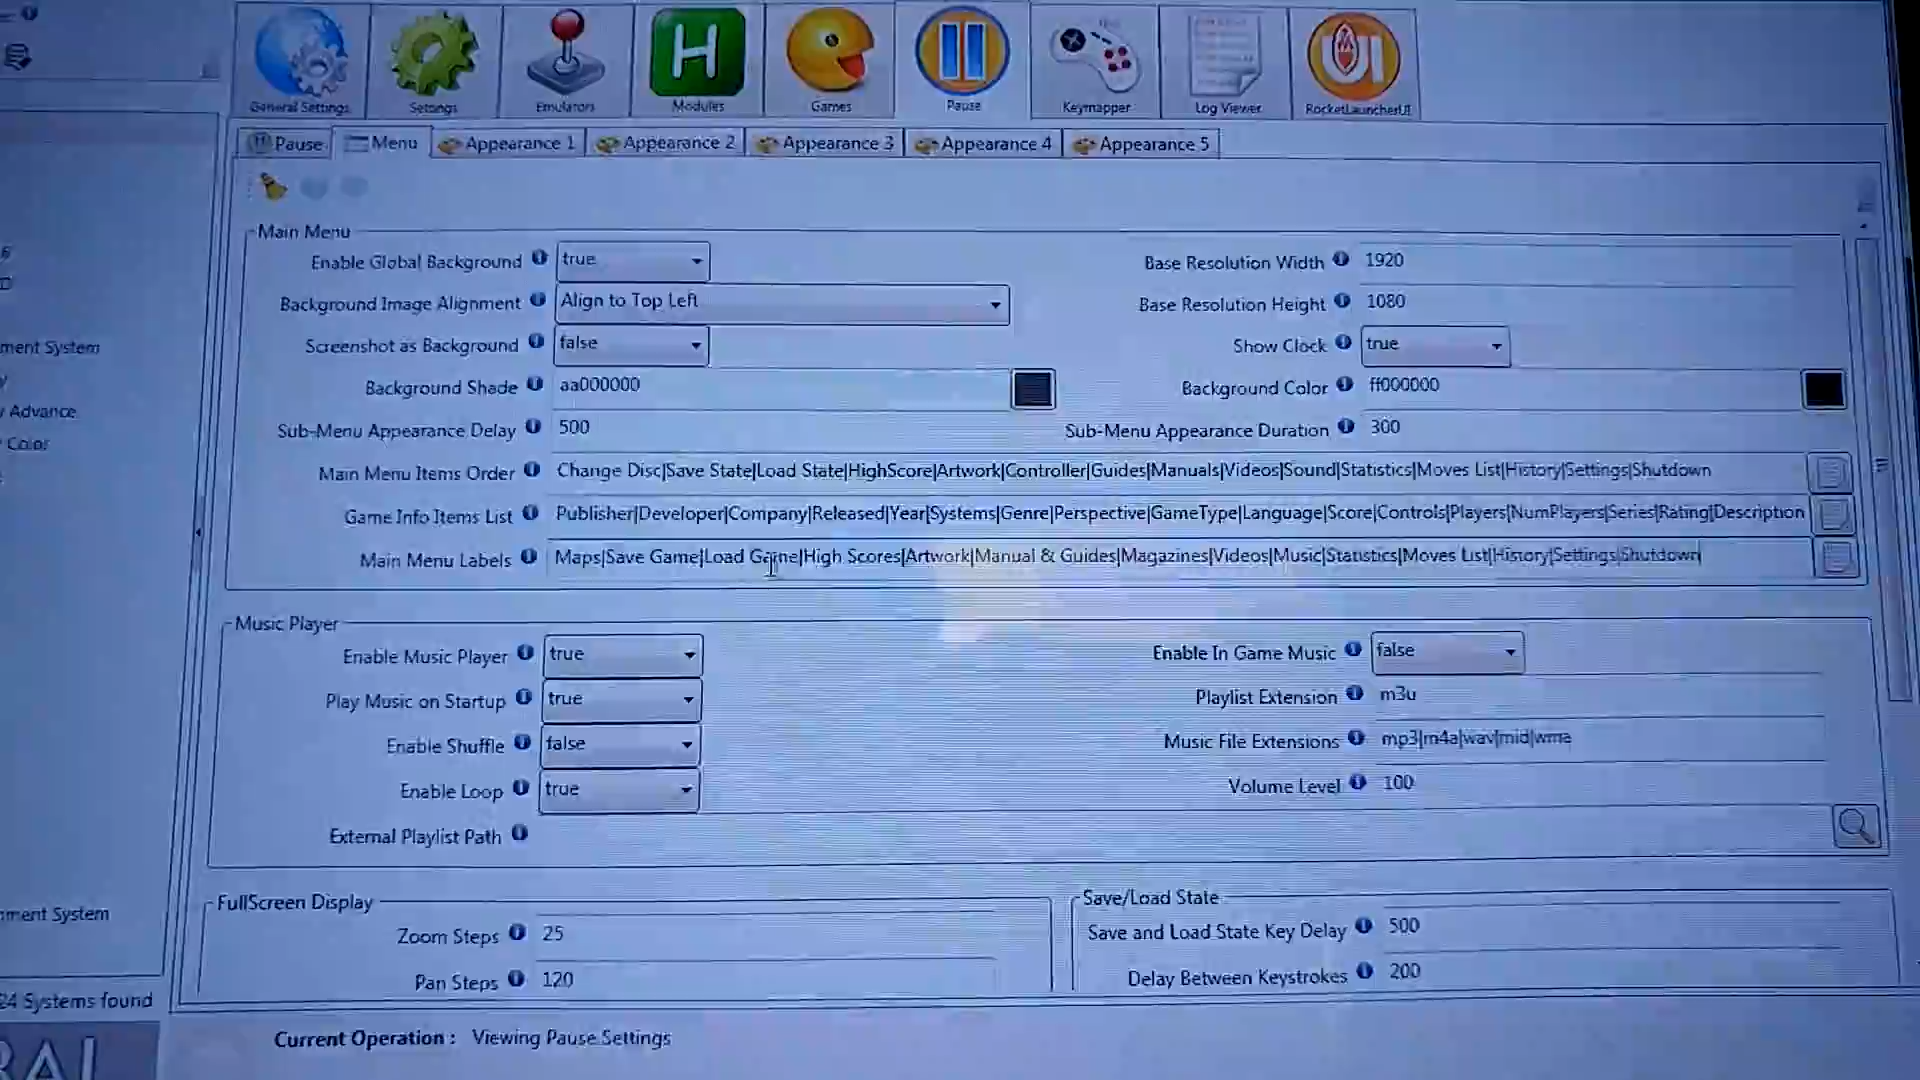 General Settings
Settings
Emulators
Modules
Games
Pause
Keymapper
Log Viewer
RocketLauncherUI
Pause
Menu
Appearance 1
Appearance 2
Appearance 3
Appearance 4
Appearance 5
Main Menu
Enable Global Background true
Base Resolution Width 1920
Background Image Alignment Align to Top Left
Base Resolution Height 1080
Screenshot as Background false
Show Clock true
Background Shade aa000000
Background Color ff000000
Sub-Menu Appearance Delay 500
Sub-Menu Appearance Duration 300
Main Menu Items Order Change Disc|Save State|Load State|HighScore|Artwork|Controller|Guides|Manuals|Videos|Sound|Statistics|Moves List|History|Settings|Shutdown
Game Info Items List Publisher|Developer|Company|Released|Year|Systems|Genre|Perspective|GameType|Language|Score|Controls|Players|NumPlayers|Series|Rating|Description
Main Menu Labels Maps|Save Game|Load Game|High Scores|Artwork|Manual & Guides|Magazines|Videos|Music|Statistics|Moves List|History|Settings|Shutdown
Music Player
Enable Music Player true
Enable In Game Music false
Play Music on Startup true
Playlist Extension m3u
Enable Shuffle false
Music File Extensions mp3|m4a|wav|mid|wma
Enable Loop true
Volume Level 100
External Playlist Path
FullScreen Display
Zoom Steps 25
Pan Steps 120
Save/Load State
Save and Load State Key Delay 500
Delay Between Keystrokes 200
ment System
Advance
Color
ment System
24 Systems found
Current Operation : Viewing Pause Settings